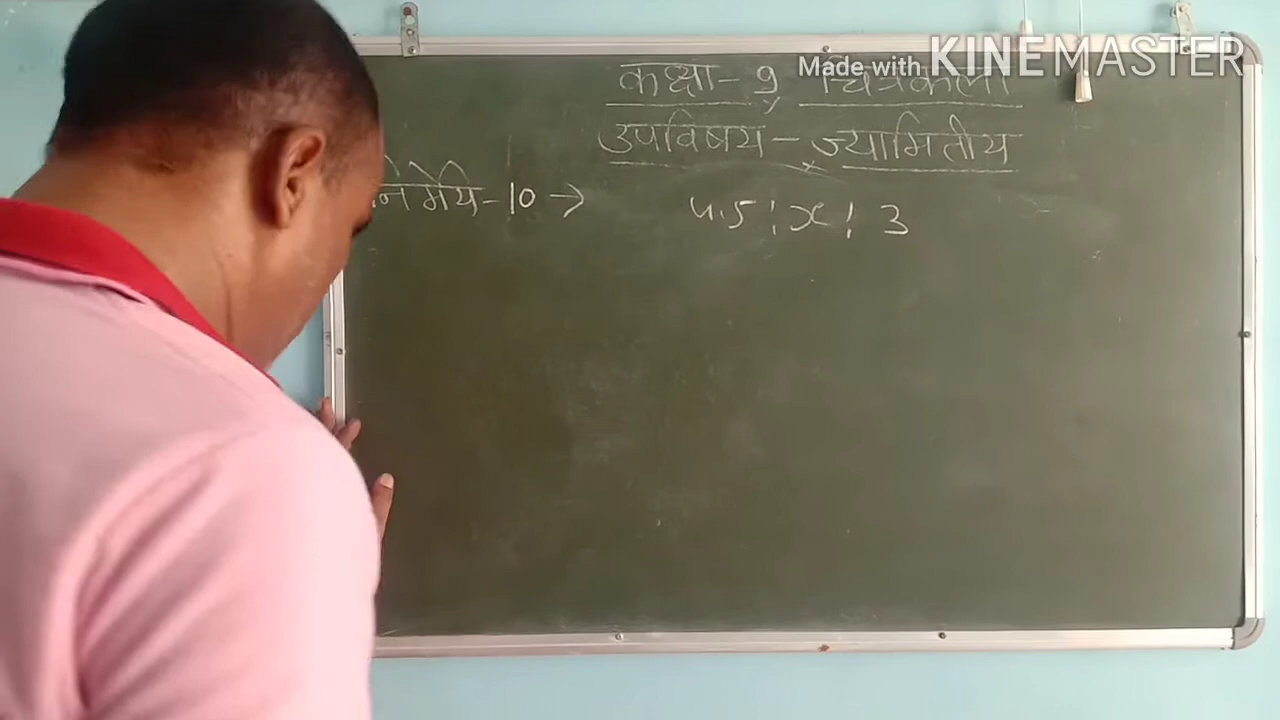 Made with KINEMASTER
कक्षा - 9, चित्रकला
उपविषय - ज्यामितीय
मेय - 10 → 4.5 : x : 3